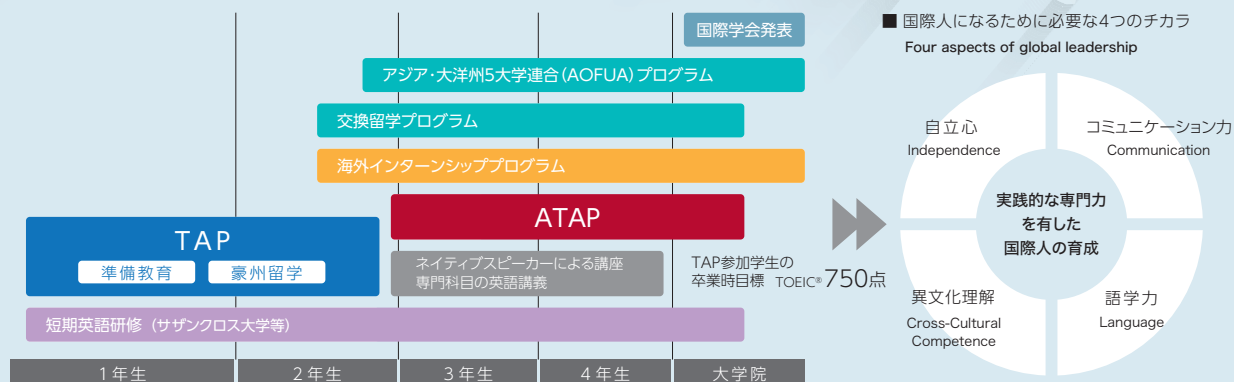 国際学会発表
アジア・大洋州5大学連合(AOFUA)プログラム
交換留学プログラム
海外インターンシッププログラム
ATAP
TAP
準備教育
豪州留学
ネイティブスピーカーによる講座
専門科目の英語講義
TAP参加学生の
卒業時目標 TOEIC® 750点
短期英語研修（サザンクロス大学等）
1年生
2年生
3年生
4年生
大学院
■ 国際人になるために必要な4つのチカラ
Four aspects of global leadership
自立心
Independence
コミュニケーション力
Communication
実践的な専門力
を有した
国際人の育成
異文化理解
Cross-Cultural
Competence
語学力
Language